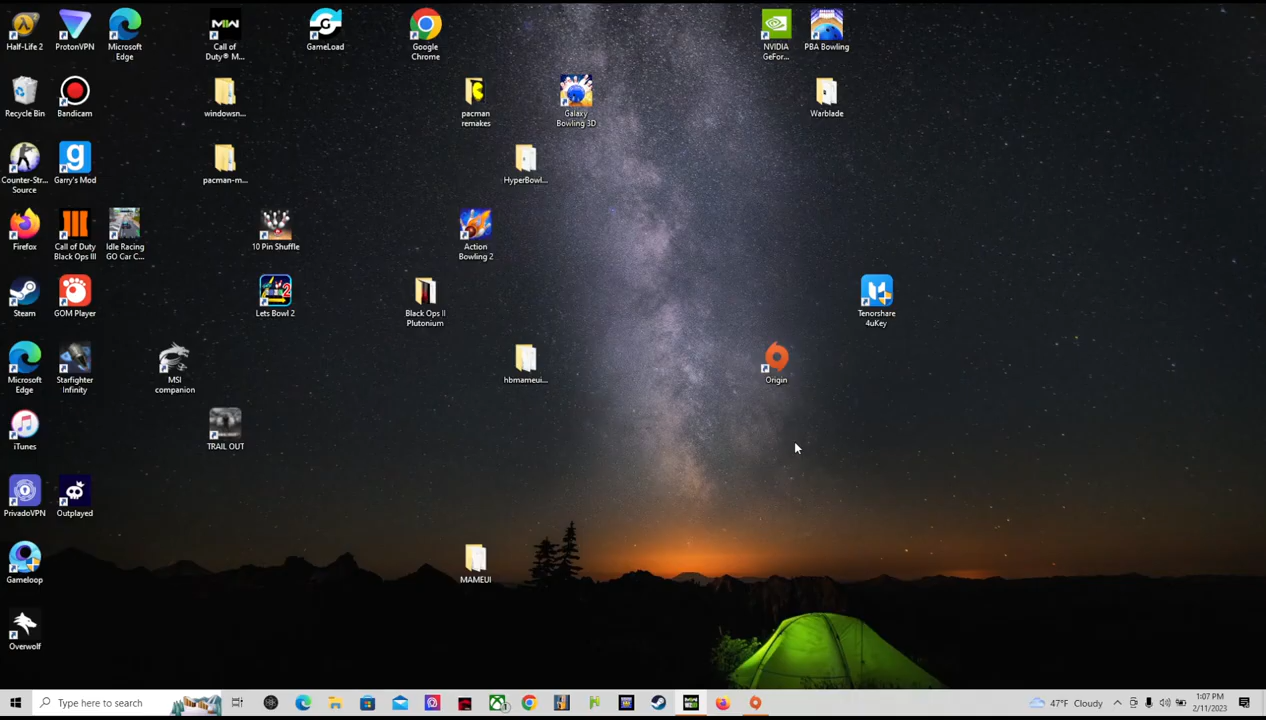 Half-Life 2
ProtonVPN
Microsoft
Edge
Call of
Duty® M...
GameLoad
Google
Chrome
NVIDIA
GeFor...
PBA Bowling
Recycle Bin
Bandicam
windowsn...
pacman
remakes
Galaxy
Bowling 3D
Warblade
Counter-Str...
Source
Garry's Mod
pacman-m...
HyperBowl...
Firefox
Call of Duty
Black Ops III
Idle Racing
GO Car C...
10 Pin Shuffle
Action
Bowling 2
Steam
GOM Player
Lets Bowl 2
Black Ops II
Plutonium
Tenorshare
4uKey
Microsoft
Edge
Starfighter
Infinity
MSI
companion
hbmameui...
Origin
iTunes
TRAIL OUT
PrivadoVPN
Outplayed
Gameloop
MAMEUI
Overwolf
Type here to search
47°F Cloudy
1:07 PM
2/11/2023